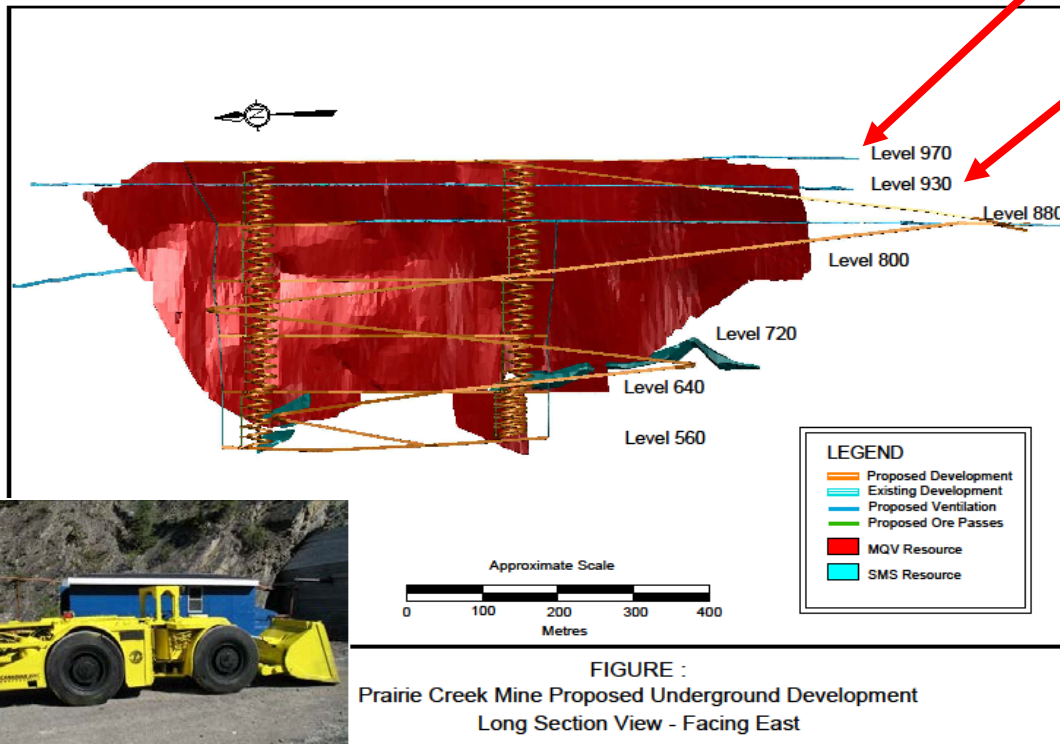 N
Level 970
Level 930
Level 880
Level 800
Level 720
Level 640
Level 560
LEGEND
Proposed Development
Existing Development
Proposed Ventilation
Proposed Ore Passes
MQV Resource
SMS Resource
Approximate Scale
0 100 200 300 400
Metres
FIGURE :
Prairie Creek Mine Proposed Underground Development
Long Section View - Facing East